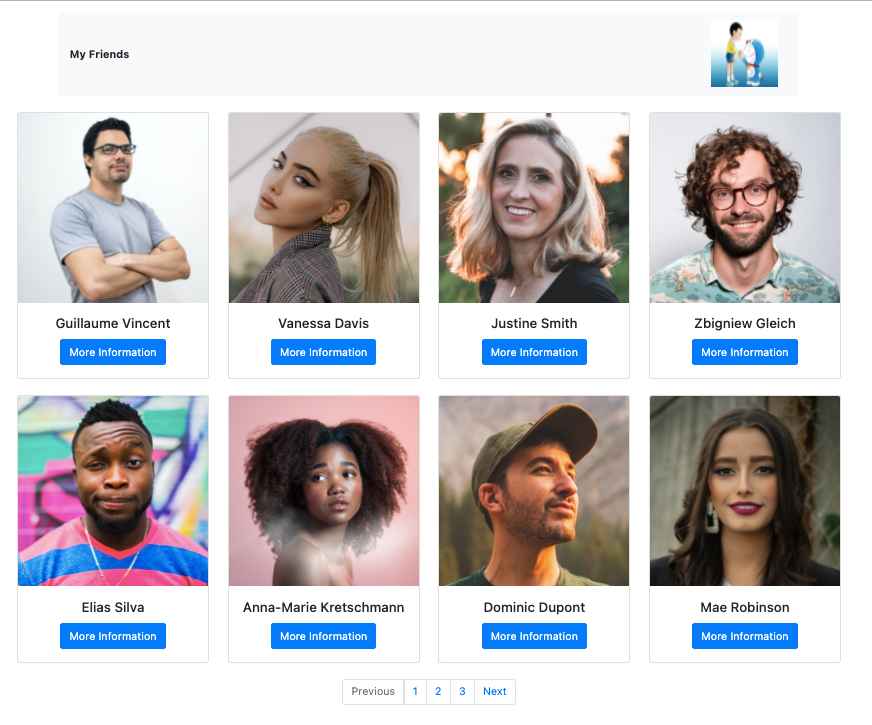 My Friends
Guillaume Vincent
More Information
Vanessa Davis
More Information
Justine Smith
More Information
Zbigniew Gleich
More Information
Elias Silva
More Information
Anna-Marie Kretschmann
More Information
Dominic Dupont
More Information
Mae Robinson
More Information
Previous 1 2 3 Next